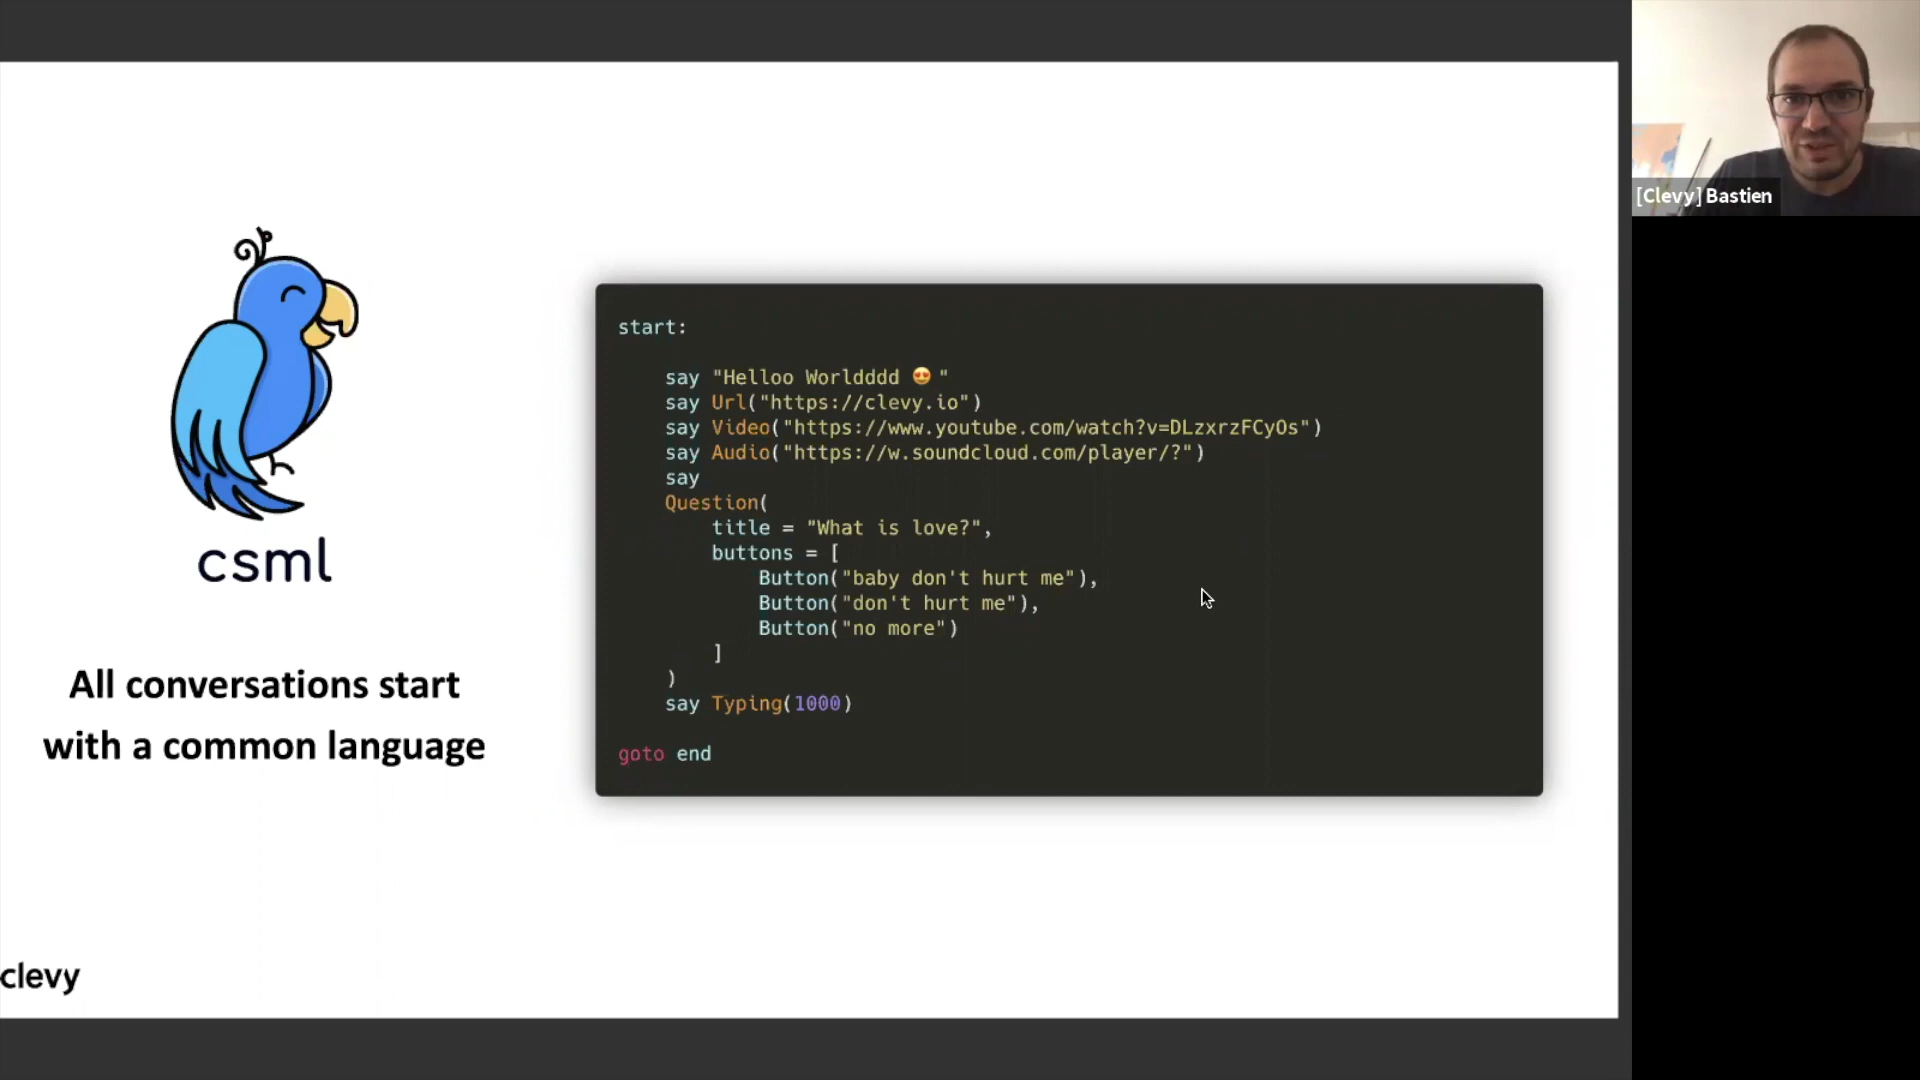 csml
All conversations start
with a common language
clevy
start:
say "Helloo Worldddd 😍 "
say Url("https://clevy.io")
say Video("https://www.youtube.com/watch?v=DLzxrzFCyOs")
say Audio("https://w.soundcloud.com/player/?")
say
Question(
title = "What is love?",
buttons = [
Button("baby don't hurt me"),
Button("don't hurt me"),
Button("no more")
]
)
say Typing(1000)
goto end
[Clevy] Bastien